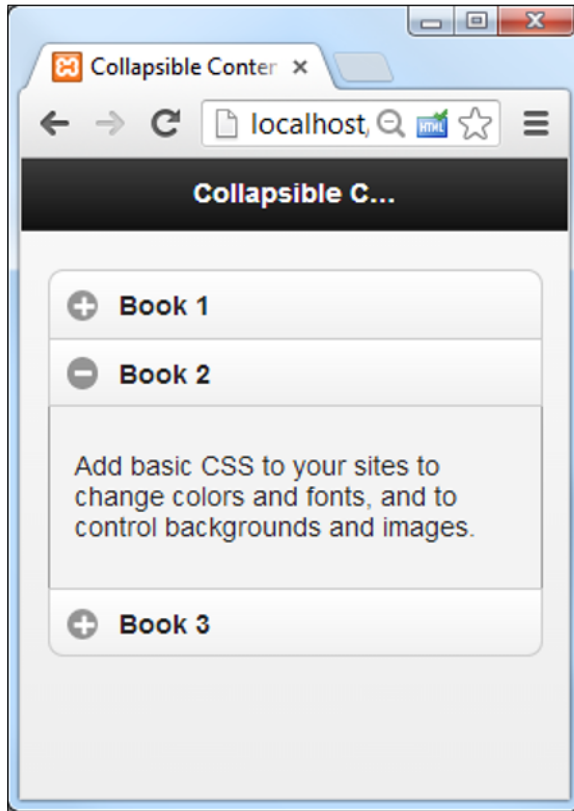 Collapsible Conter
localhost,
HTML
Collapsible C...
Book 1
Book 2
Add basic CSS to your sites to
change colors and fonts, and to
control backgrounds and images.
Book 3